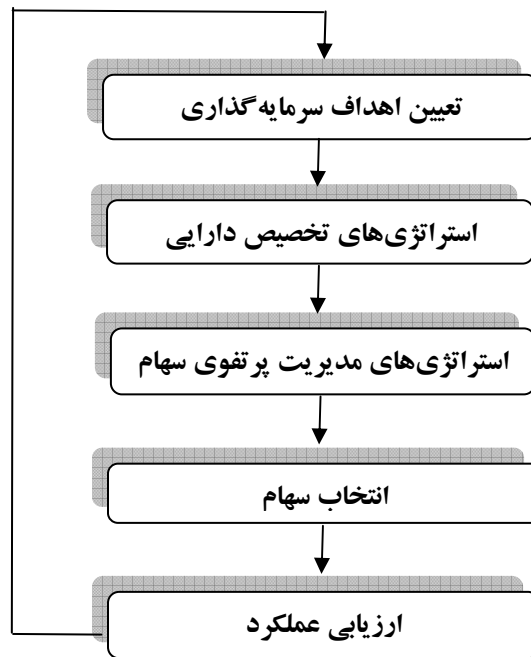 تعیین اهداف سرمایه‌گذاری
استراتژی‌های تخصیص دارایی
استراتژی‌های مدیریت پرتفوی سهام
انتخاب سهام
ارزیابی عملکرد